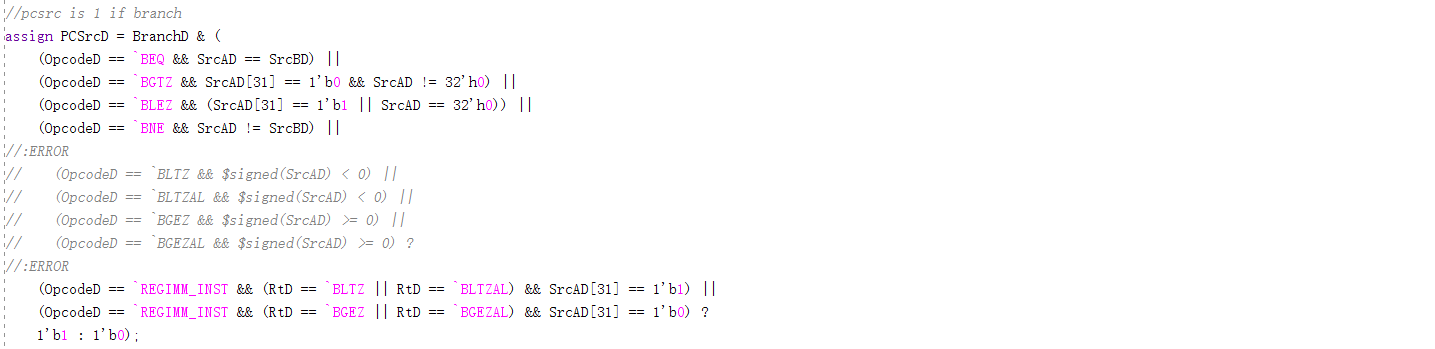 //pcsrc is 1 if branch
assign PCSrcD = BranchD & (
    (OpcodeD == `BEQ && SrcAD == SrcBD) ||
    (OpcodeD == `BGTZ && SrcAD[31] == 1'b0 && SrcAD != 32'h0) ||
    (OpcodeD == `BLEZ && (SrcAD[31] == 1'b1 || SrcAD == 32'h0)) ||
    (OpcodeD == `BNE && SrcAD != SrcBD) ||
//:ERROR
//    (OpcodeD == `BLTZ && $signed(SrcAD) < 0) ||
//    (OpcodeD == `BLTZAL && $signed(SrcAD) < 0) ||
//    (OpcodeD == `BGEZ && $signed(SrcAD) >= 0) ||
//    (OpcodeD == `BGEZAL && $signed(SrcAD) >= 0) ?
//:ERROR
    (OpcodeD == `REGIMM_INST && (RtD == `BLTZ || RtD == `BLTZAL) && SrcAD[31] == 1'b1) ||
    (OpcodeD == `REGIMM_INST && (RtD == `BGEZ || RtD == `BGEZAL) && SrcAD[31] == 1'b0) ?
    1'b1 : 1'b0);